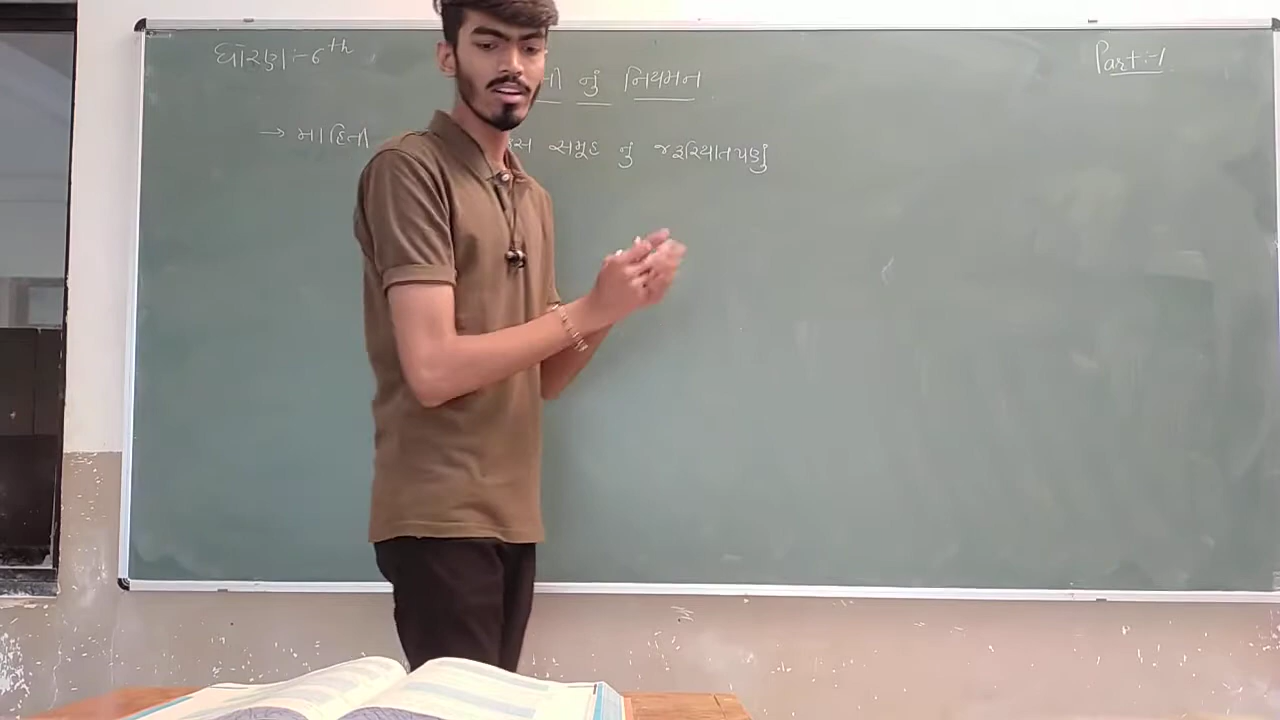 ધોરણ:- 6th
Part:-1
નું નિયમન
→ માહિતી સમૂહ નું જરૂરિયાતપણું